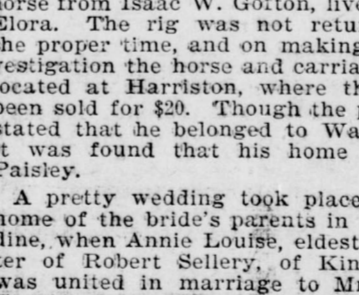 horse from Isaac W. Gofton, live
Elora. The rig was not retu
he proper time, and on making
vestigation the horse and carria
located at Harriston, where th
been sold for $20. Though the p
stated that he belonged to Wa
it was found that his home
Paisley.
A pretty wedding took place
home of the bride's parents in
dine, when Annie Louise, eldest
ter of Robert Sellery, of Kin
was united in marriage to M